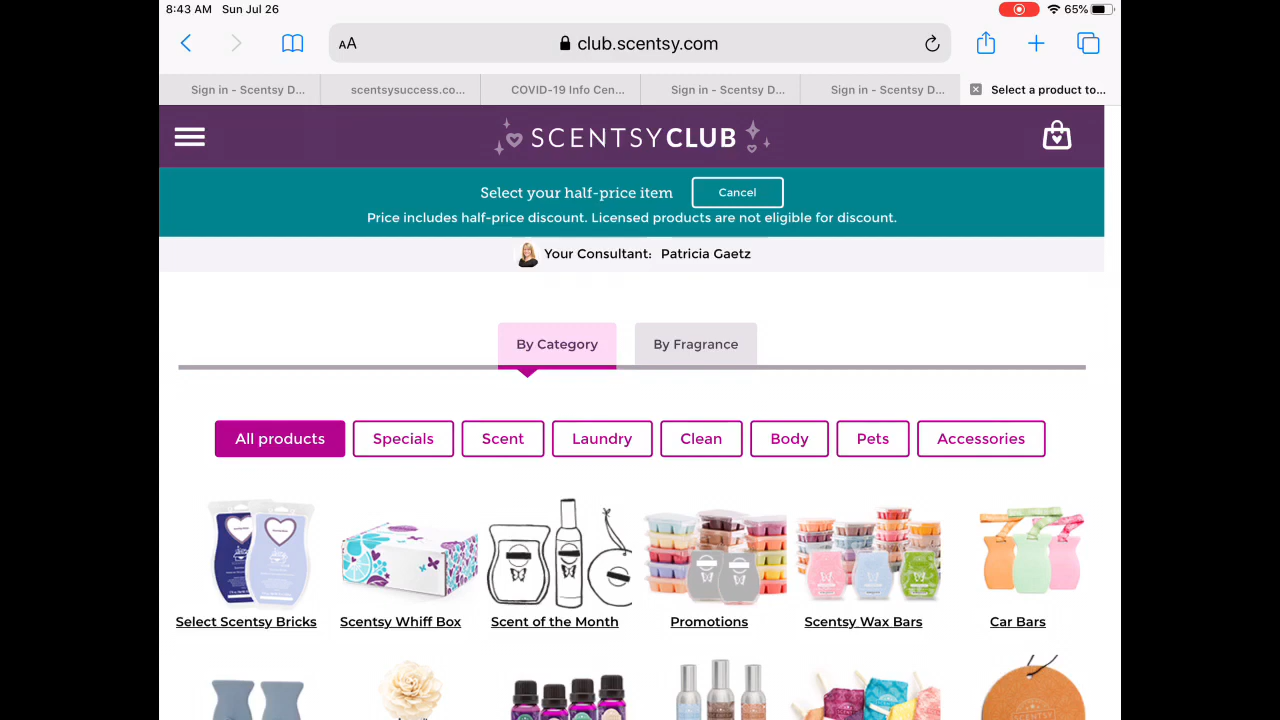 8:43 AM Sun Jul 26
65%
AA
club.scentsy.com
Sign in - Scentsy D...
scentsysuccess.co...
COVID-19 Info Cen...
Sign in - Scentsy D...
Sign in - Scentsy D...
Select a product to...
SCENTSYCLUB
Select your half-price item
Cancel
Price includes half-price discount. Licensed products are not eligible for discount.
Your Consultant: Patricia Gaetz
By Category
By Fragrance
All products
Specials
Scent
Laundry
Clean
Body
Pets
Accessories
Select Scentsy Bricks
Scentsy Whiff Box
Scent of the Month
Promotions
Scentsy Wax Bars
Car Bars